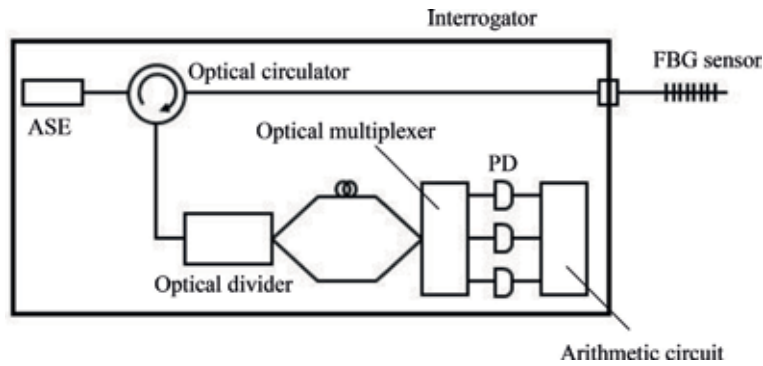 Interrogator
Optical circulator
FBG sensor
ASE
Optical multiplexer
PD
Optical divider
Arithmetic circuit